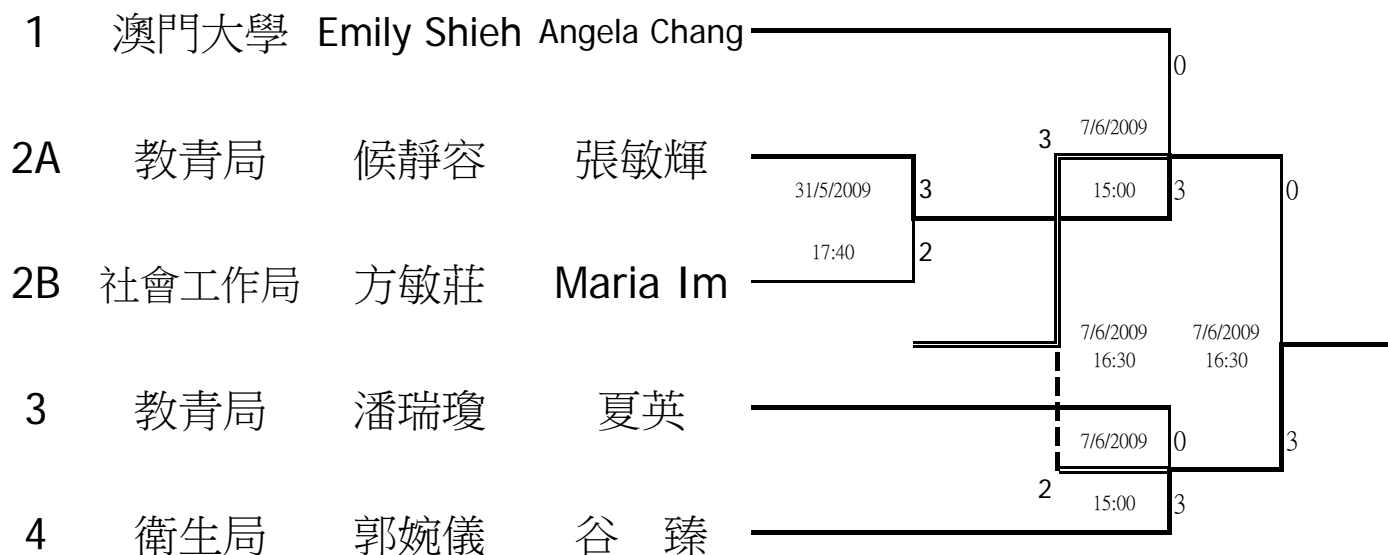 1 澳門大學 Emily Shieh Angela Chang
0
7/6/2009
3
2A 教青局 候靜容 張敏輝
31/5/2009 3 15:00 3 0
17:40 2
2B 社會工作局 方敏莊 Maria Im
7/6/2009 7/6/2009
16:30 16:30
3 教青局 潘瑞瓊 夏英
7/6/2009 0 3
2 15:00 3
4 衛生局 郭婉儀 谷 臻